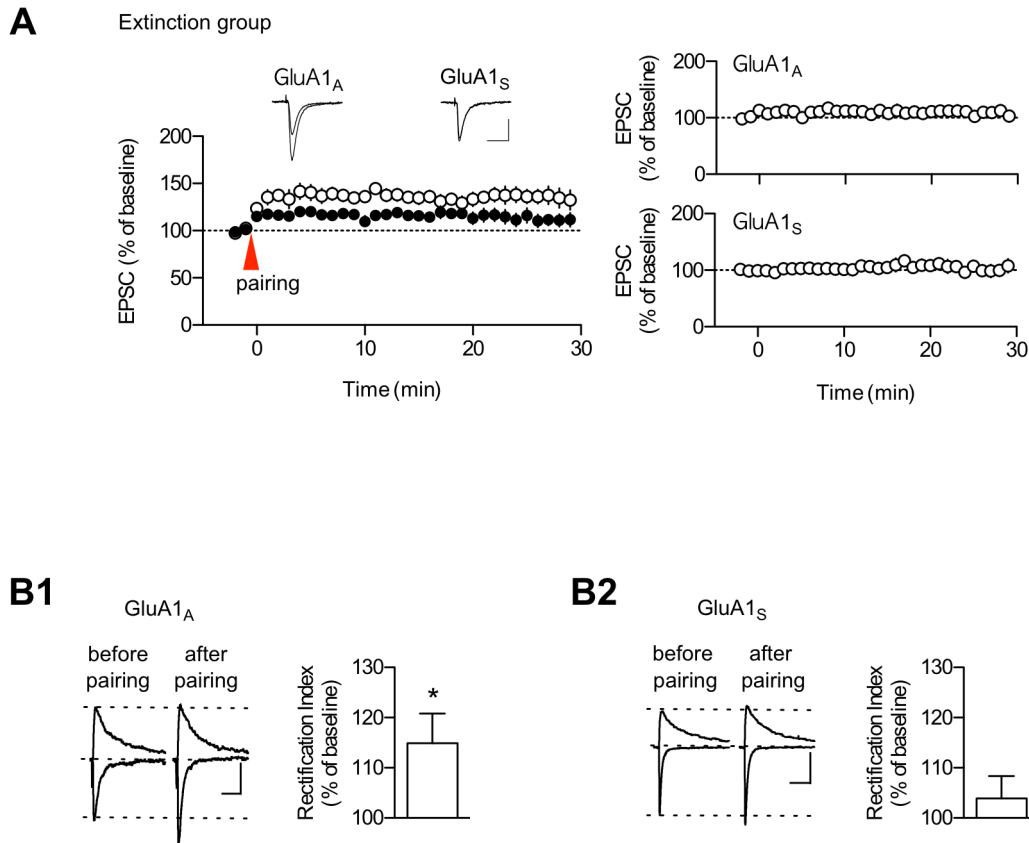 A
Extinction group
GluA1A
GluA1S
200
150
100
50
0
EPSC (% of baseline)
pairing
0
10
20
30
Time (min)
GluA1A
200
100
0
EPSC
(% of baseline)
GluA1S
200
100
0
EPSC
(% of baseline)
0
10
20
30
Time (min)
B1
GluA1A
before
pairing
after
pairing
Rectification Index
(% of baseline)
130
120
110
100
*
B2
GluA1S
before
pairing
after
pairing
Rectification Index
(% of baseline)
130
120
110
100